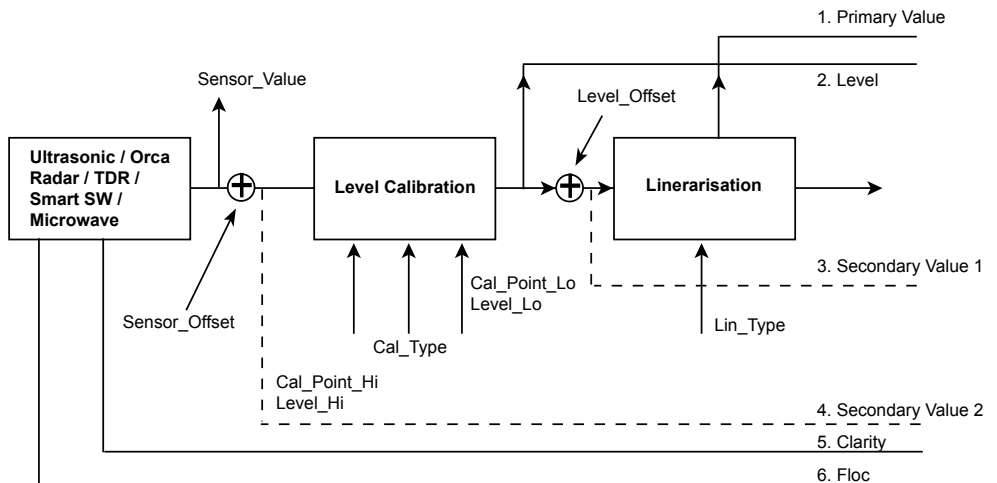 1. Primary Value
2. Level
Sensor_Value
Level_Offset
Ultrasonic / Orca
Radar / TDR /
Smart SW /
Microwave
Level Calibration
Linerarisation
3. Secondary Value 1
Cal_Point_Lo
Level_Lo
Sensor_Offset
Lin_Type
Cal_Type
Cal_Point_Hi
Level_Hi
4. Secondary Value 2
5. Clarity
6. Floc